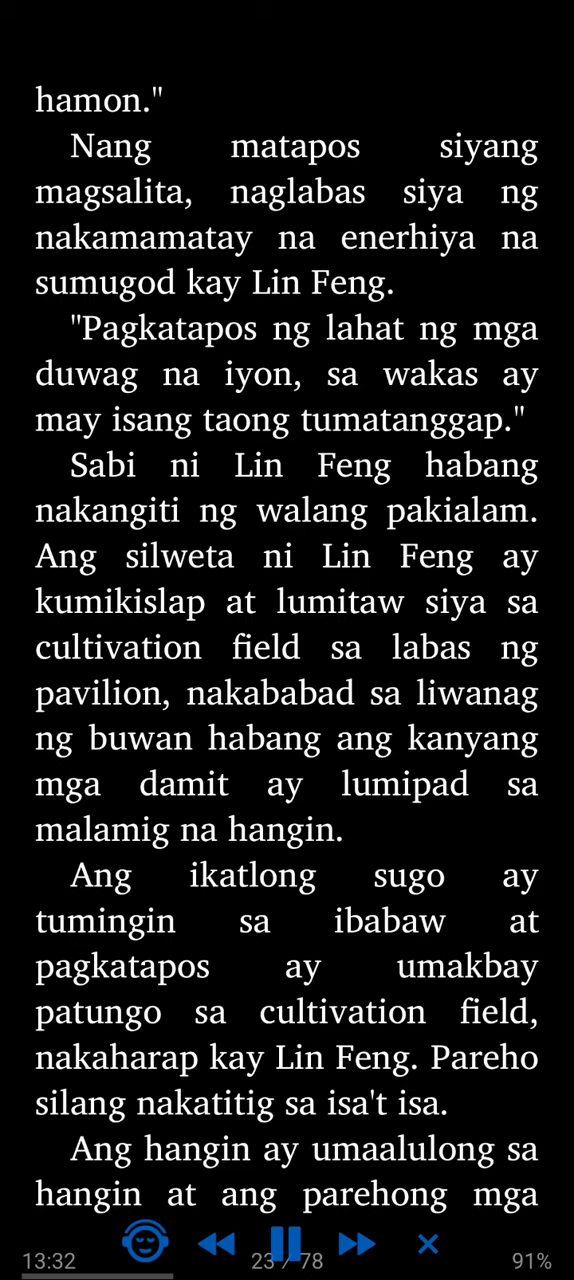 hamon."
Nang matapos siyang
magsalita, naglabas siya ng
nakamamatay na enerhiya na
sumugod kay Lin Feng.
"Pagkatapos ng lahat ng mga
duwag na iyon, sa wakas ay
may isang taong tumatanggap."
Sabi ni Lin Feng habang
nakangiti ng walang pakialam.
Ang silweta ni Lin Feng ay
kumikislap at lumitaw siya sa
cultivation field sa labas ng
pavilion, nakababad sa liwanag
ng buwan habang ang kanyang
mga damit ay lumipad sa
malamig na hangin.
Ang ikatlong sugo ay
tumingin sa ibabaw at
pagkatapos ay umakbay
patungo sa cultivation field,
nakaharap kay Lin Feng. Pareho
silang nakatitig sa isa't isa.
Ang hangin ay umaalulong sa
hangin at ang parehong mga
13:32 23 / 78 91%